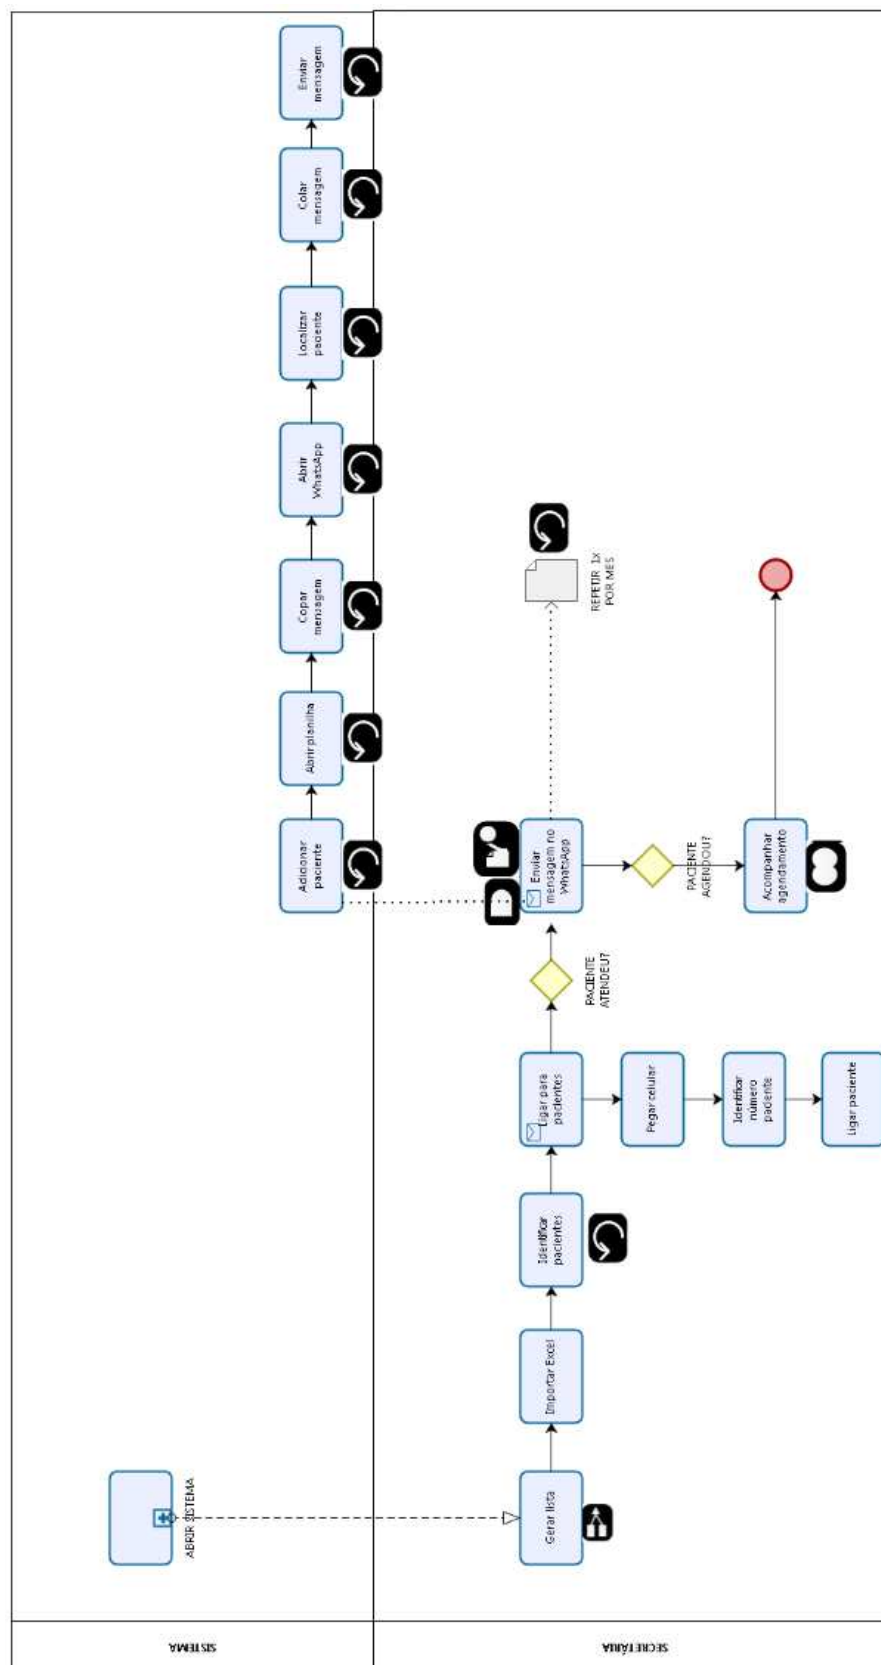 SISTEMA
ABRIR SISTEMA
Adicionar
paciente
Abrir planilha
Copar
mensagem
Abrir
WhatsApp
Localizar
paciente
Colar
mensagem
Enviar
mensagem
SECRETÁRIA
Gerar lista
Importar Excel
Identificar
pacientes
Ligar para
pacientes
Pegar celular
Identificar
número
paciente
Ligar paciente
PACIENTE
ATENDEU?
Enviar
mensagem no
WhatsApp
REPETIR 1x
POR MES
PACIENTE
AGENDOU?
Acompanhar
agendamento